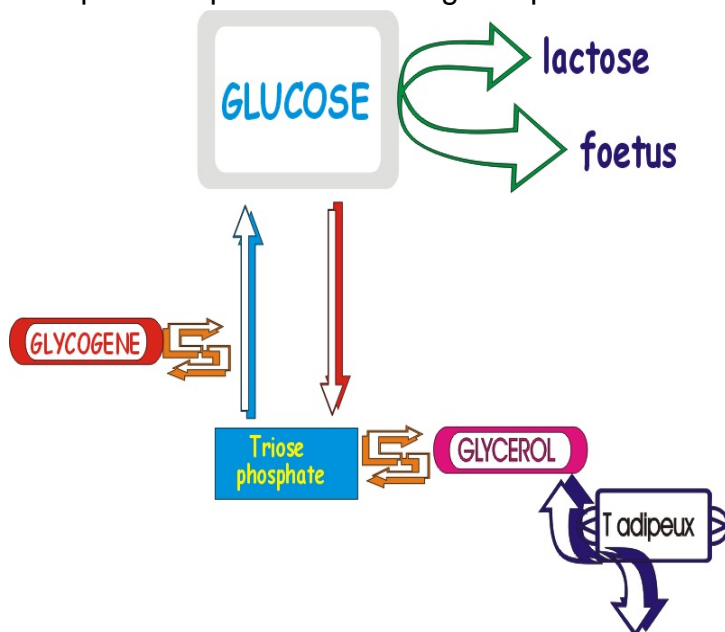 GLUCOSE
lactose
foetus
GLYCOGENE
Triose
phosphate
GLYCEROL
T adipeux